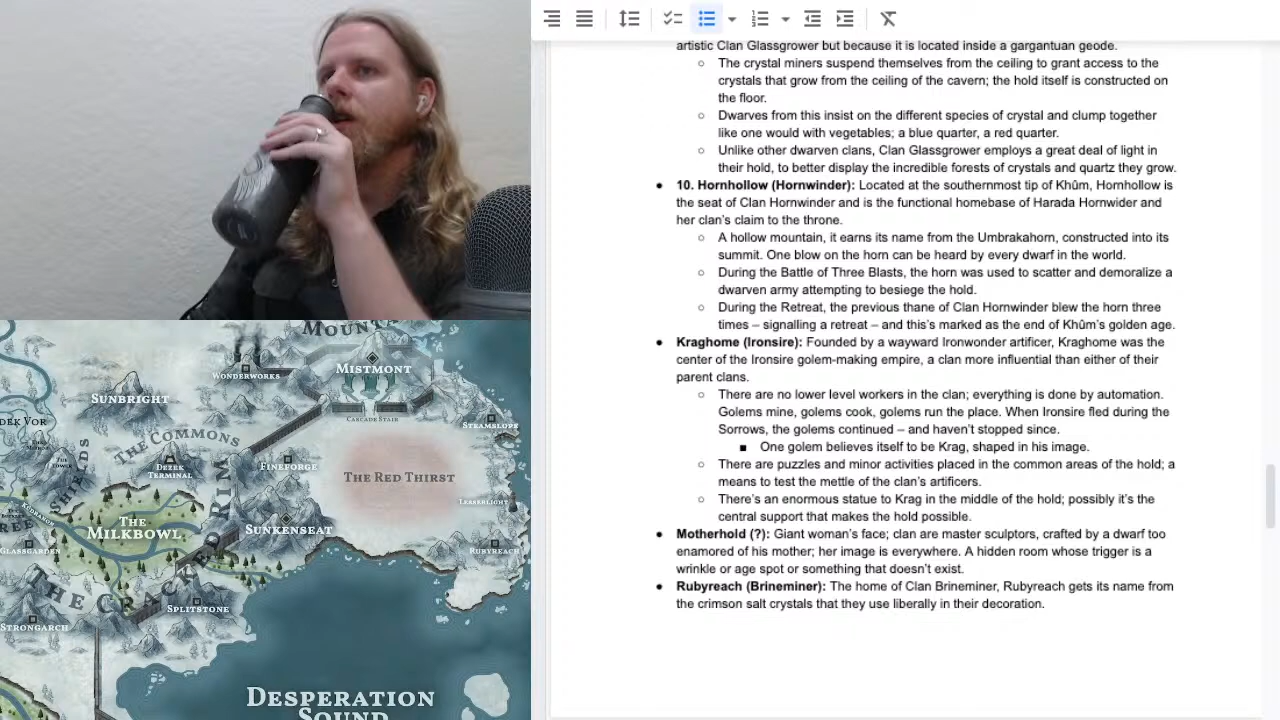 MOUNTA
MISTMONT
WONDERWORKS
SUNBRIGHT
CASCADE STAIR
STEAMSLOPE
DEK VOR
THE COMMONS
DEZEK
TERMINAL
FINEFORGE
THE RED THIRST
LESSERLIGHT
THE
MILKBOWL
SUNKENSEAT
GLASSGARDEN
RUBYREACH
THE CRACKED RIM
SPLITSTONE
STRONGARCH
DESPERATION
SOUND
artistic Clan Glassgrower but because it is located inside a gargantuan geode.
○ The crystal miners suspend themselves from the ceiling to grant access to the
crystals that grow from the ceiling of the cavern; the hold itself is constructed on
the floor.
○ Dwarves from this insist on the different species of crystal and clump together
like one would with vegetables; a blue quarter, a red quarter.
○ Unlike other dwarven clans, Clan Glassgrower employs a great deal of light in
their hold, to better display the incredible forests of crystals and quartz they grow.
● 10. Hornhollow (Hornwinder): Located at the southernmost tip of Khûm, Hornhollow is
the seat of Clan Hornwinder and is the functional homebase of Harada Hornwider and
her clan's claim to the throne.
○ A hollow mountain, it earns its name from the Umbrakahorn, constructed into its
summit. One blow on the horn can be heard by every dwarf in the world.
○ During the Battle of Three Blasts, the horn was used to scatter and demoralize a
dwarven army attempting to besiege the hold.
○ During the Retreat, the previous thane of Clan Hornwinder blew the horn three
times – signalling a retreat – and this's marked as the end of Khûm's golden age.
● Kraghome (Ironsire): Founded by a wayward Ironwonder artificer, Kraghome was the
center of the Ironsire golem-making empire, a clan more influential than either of their
parent clans.
○ There are no lower level workers in the clan; everything is done by automation.
Golems mine, golems cook, golems run the place. When Ironsire fled during the
Sorrows, the golems continued – and haven't stopped since.
■ One golem believes itself to be Krag, shaped in his image.
○ There are puzzles and minor activities placed in the common areas of the hold; a
means to test the mettle of the clan's artificers.
○ There's an enormous statue to Krag in the middle of the hold; possibly it's the
central support that makes the hold possible.
● Motherhold (?): Giant woman's face; clan are master sculptors, crafted by a dwarf too
enamored of his mother; her image is everywhere. A hidden room whose trigger is a
wrinkle or age spot or something that doesn't exist.
● Rubyreach (Brineminer): The home of Clan Brineminer, Rubyreach gets its name from
the crimson salt crystals that they use liberally in their decoration.